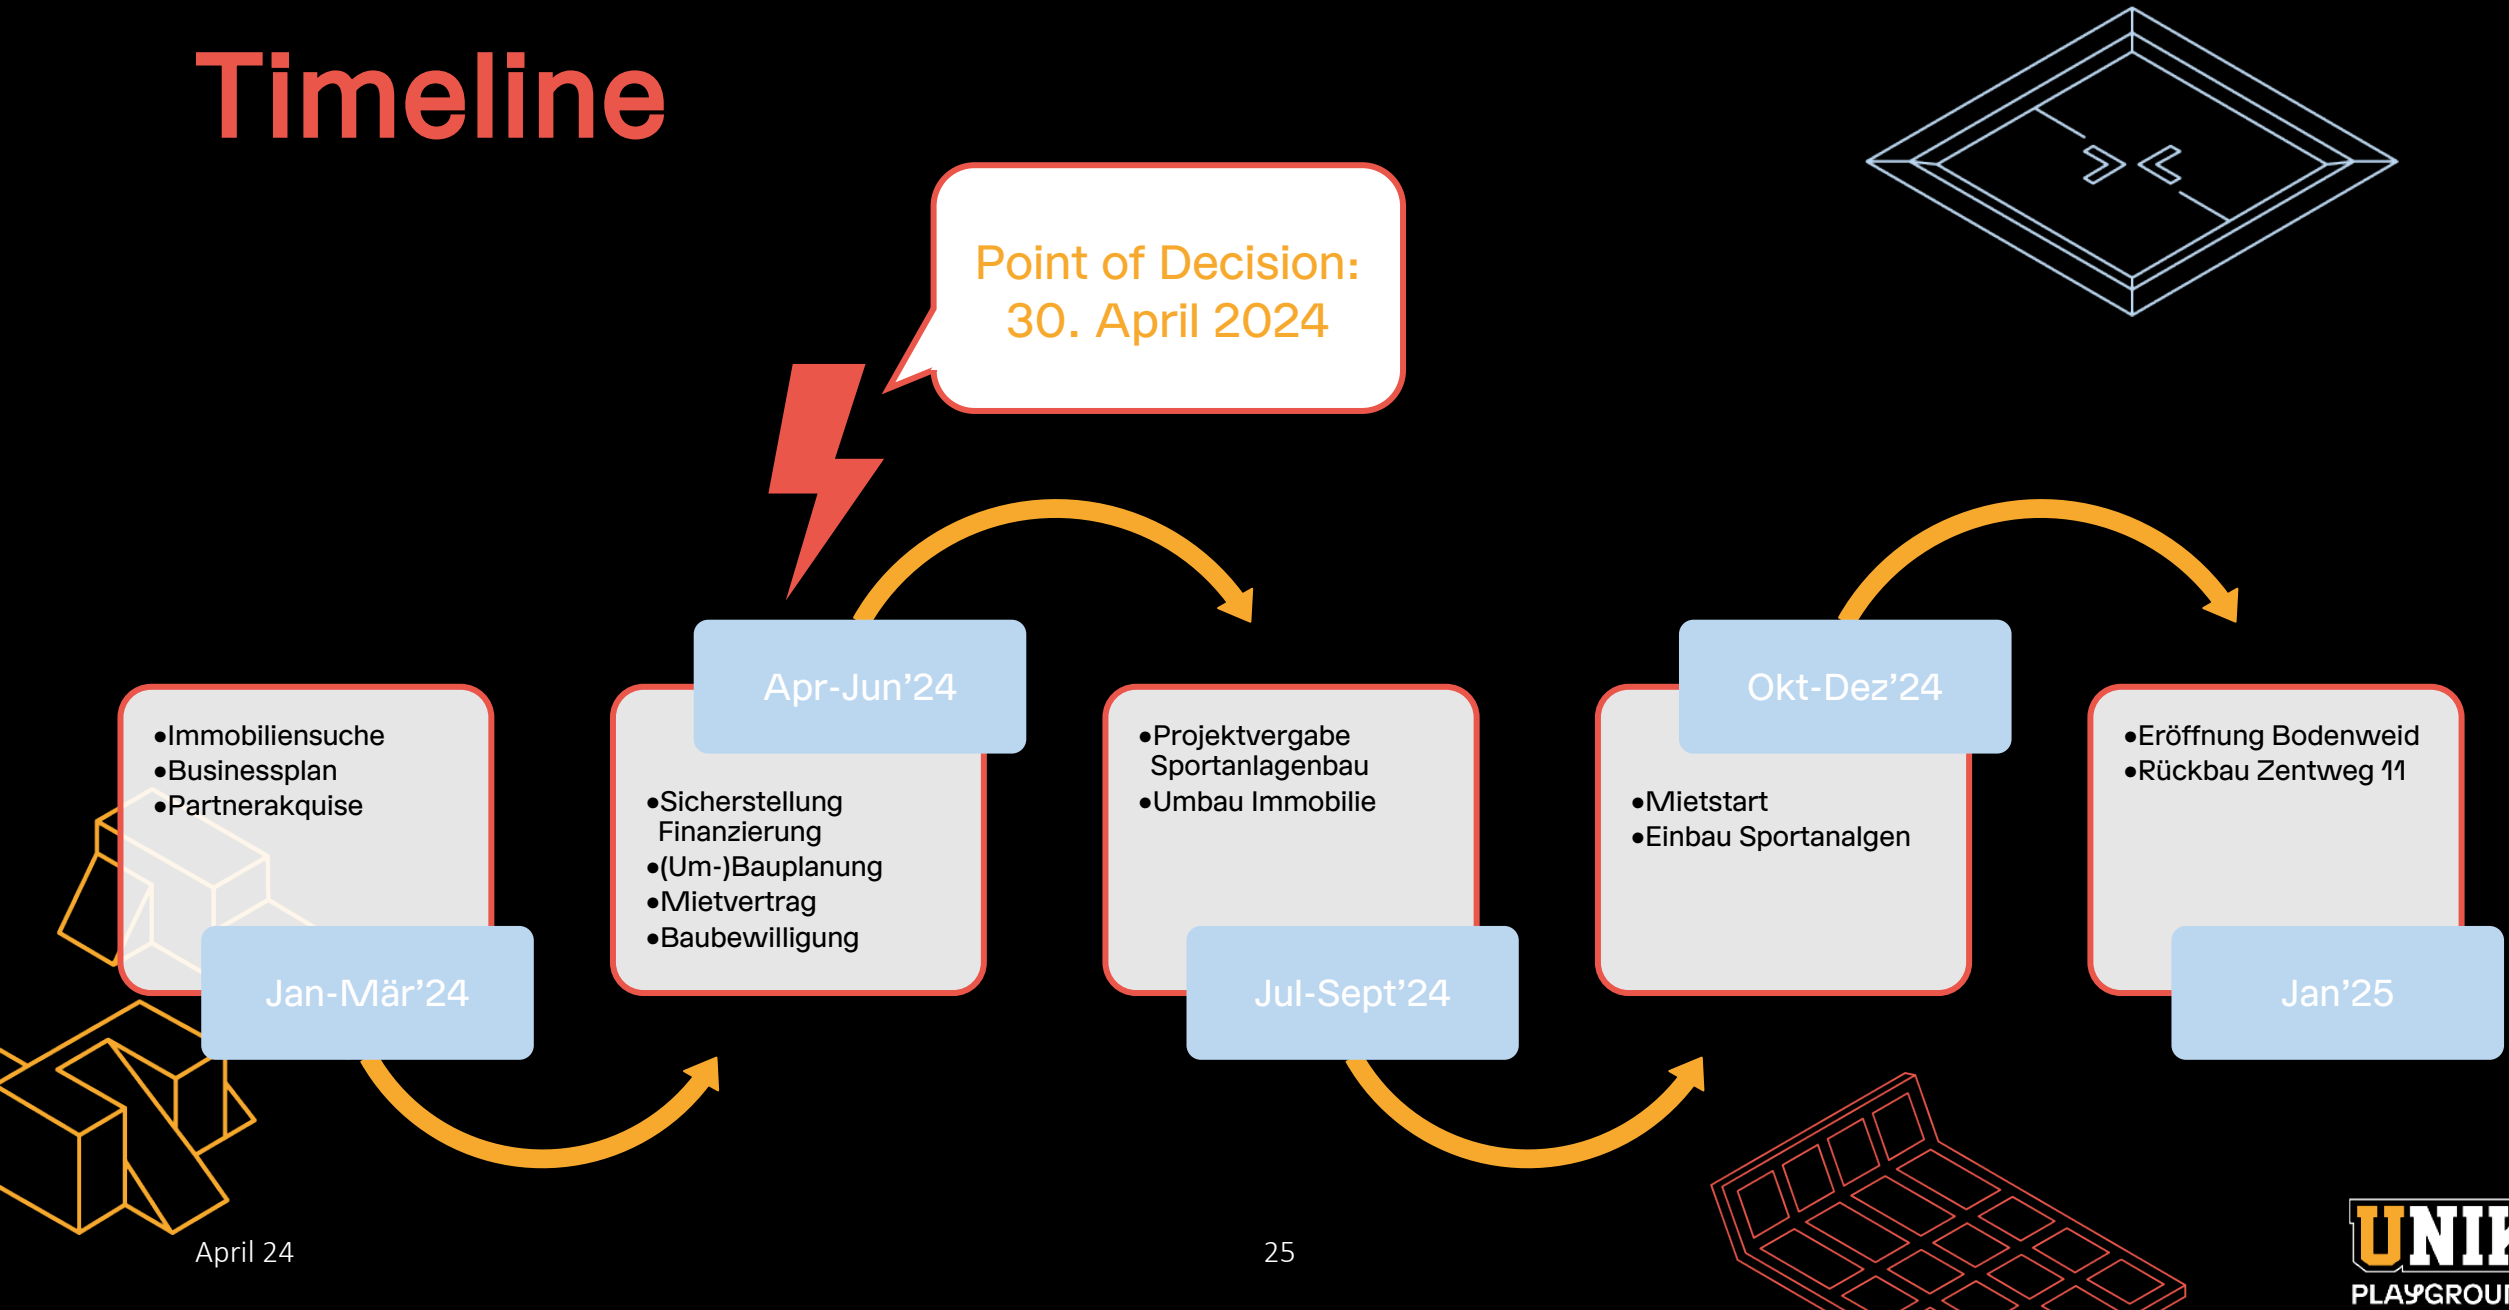 Timeline
Point of Decision:
30. April 2024
•Immobiliensuche
•Businessplan
•Partnerakquise
Jan-Mär’24
Apr-Jun’24
•Sicherstellung
Finanzierung
•(Um-)Bauplanung
•Mietvertrag
•Baubewilligung
•Projektvergabe
Sportanlagenbau
•Umbau Immobilie
Jul-Sept’24
Okt-Dez’24
•Mietstart
•Einbau Sportanalgen
•Eröffnung Bodenweid
•Rückbau Zentweg 11
Jan’25
April 24
25